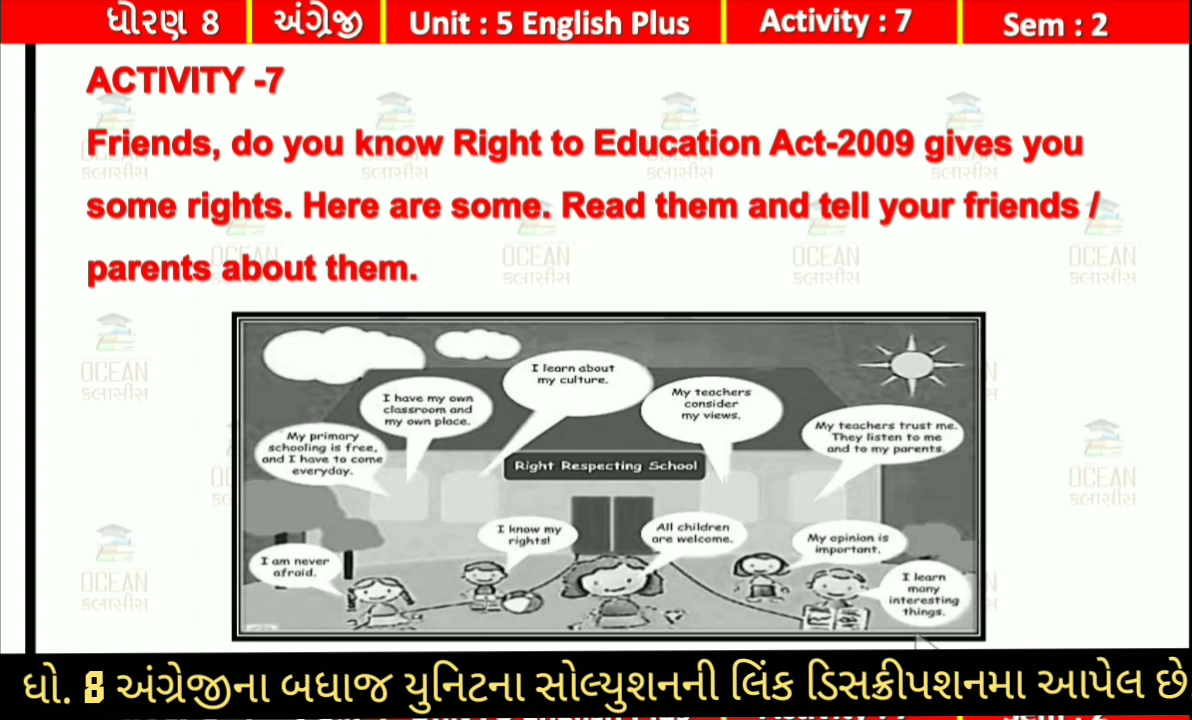 ધોરણ 8 અંગ્રેજી Unit : 5 English Plus Activity : 7 Sem : 2
ACTIVITY -7
Friends, do you know Right to Education Act-2009 gives you
some rights. Here are some. Read them and tell your friends /
parents about them.
OCEAN
ક્લાસીસ
I learn about
my culture.
I have my own
classroom and
my own place.
My teachers
consider
my views.
My primary
schooling is free,
and I have to come
everyday.
My teachers trust me.
They listen to me
and to my parents.
Right Respecting School
I know my
rights!
All children
are welcome.
My opinion is
important.
I am never
afraid.
I learn
many
interesting
things.
ધો. 8 અંગ્રેજીના બધાજ યુનિટના સોલ્યુશનની લિંક ડિસક્રીપશનમા આપેલ છે